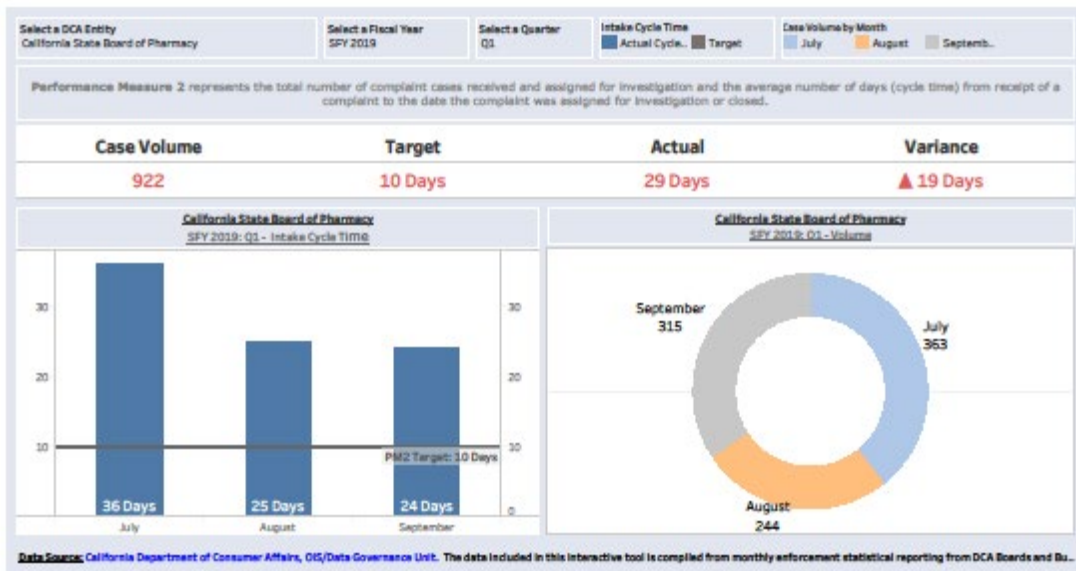 Select a DCA Entity
California State Board of Pharmacy
Select a Fiscal Year
SFY 2019
Select a Quarter
Q1
Intake Cycle Time
Actual Cycle.. Target
Case Volume by Month
July August Septemb..
Performance Measure 2 represents the total number of complaint cases received and assigned for investigation and the average number of days (cycle time) from receipt of a
complaint to the date the complaint was assigned for investigation or closed.
Case Volume Target Actual Variance
922 10 Days 29 Days ▲ 19 Days
California State Board of Pharmacy
SFY 2019: Q1 - Intake Cycle Time
30 30
20 20
10 10
PM2 Target: 10 Days
36 Days 25 Days 24 Days
0
July August September
California State Board of Pharmacy
SFY 2019: Q1 - Volume
September
315
July
363
August
244
Data Source: California Department of Consumer Affairs, OIS/Data Governance Unit. The data included in this interactive tool is compiled from monthly enforcement statistical reporting from DCA Boards and Bu..